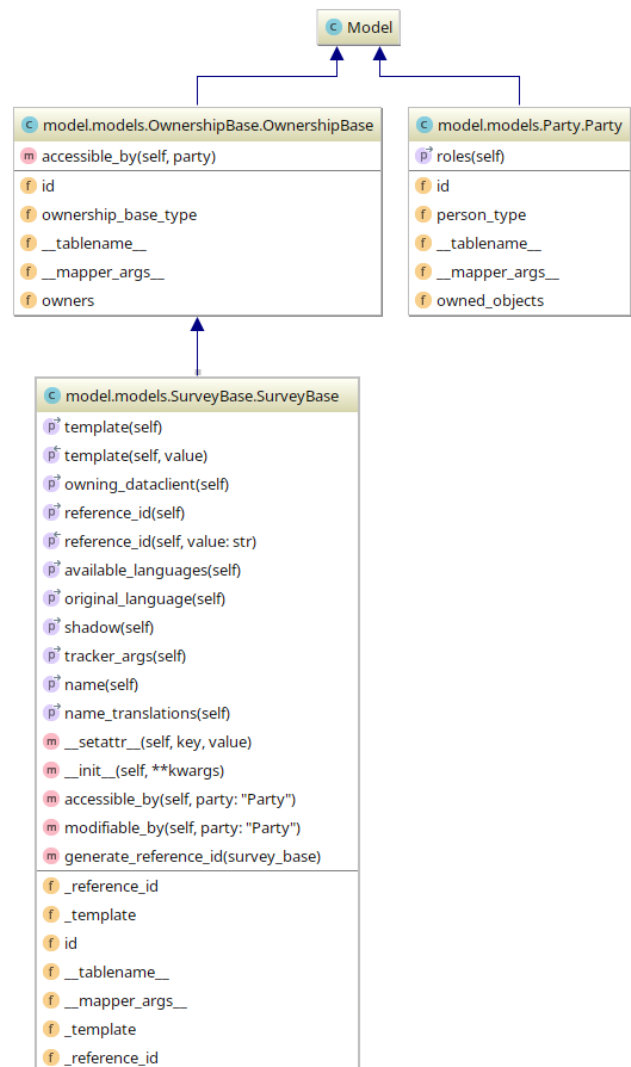 C Model
C model.models.OwnershipBase.OwnershipBase
m accessible_by(self, party)
f id
f ownership_base_type
f __tablename__
f __mapper_args__
f owners
C model.models.Party.Party
p roles(self)
f id
f person_type
f __tablename__
f __mapper_args__
f owned_objects
C model.models.SurveyBase.SurveyBase
p template(self)
p template(self, value)
p owning_dataclient(self)
p reference_id(self)
p reference_id(self, value: str)
p available_languages(self)
p original_language(self)
p shadow(self)
p tracker_args(self)
p name(self)
p name_translations(self)
m __setattr__(self, key, value)
m __init__(self, **kwargs)
m accessible_by(self, party: "Party")
m modifiable_by(self, party: "Party")
m generate_reference_id(survey_base)
f _reference_id
f _template
f id
f __tablename__
f __mapper_args__
f _template
f _reference_id